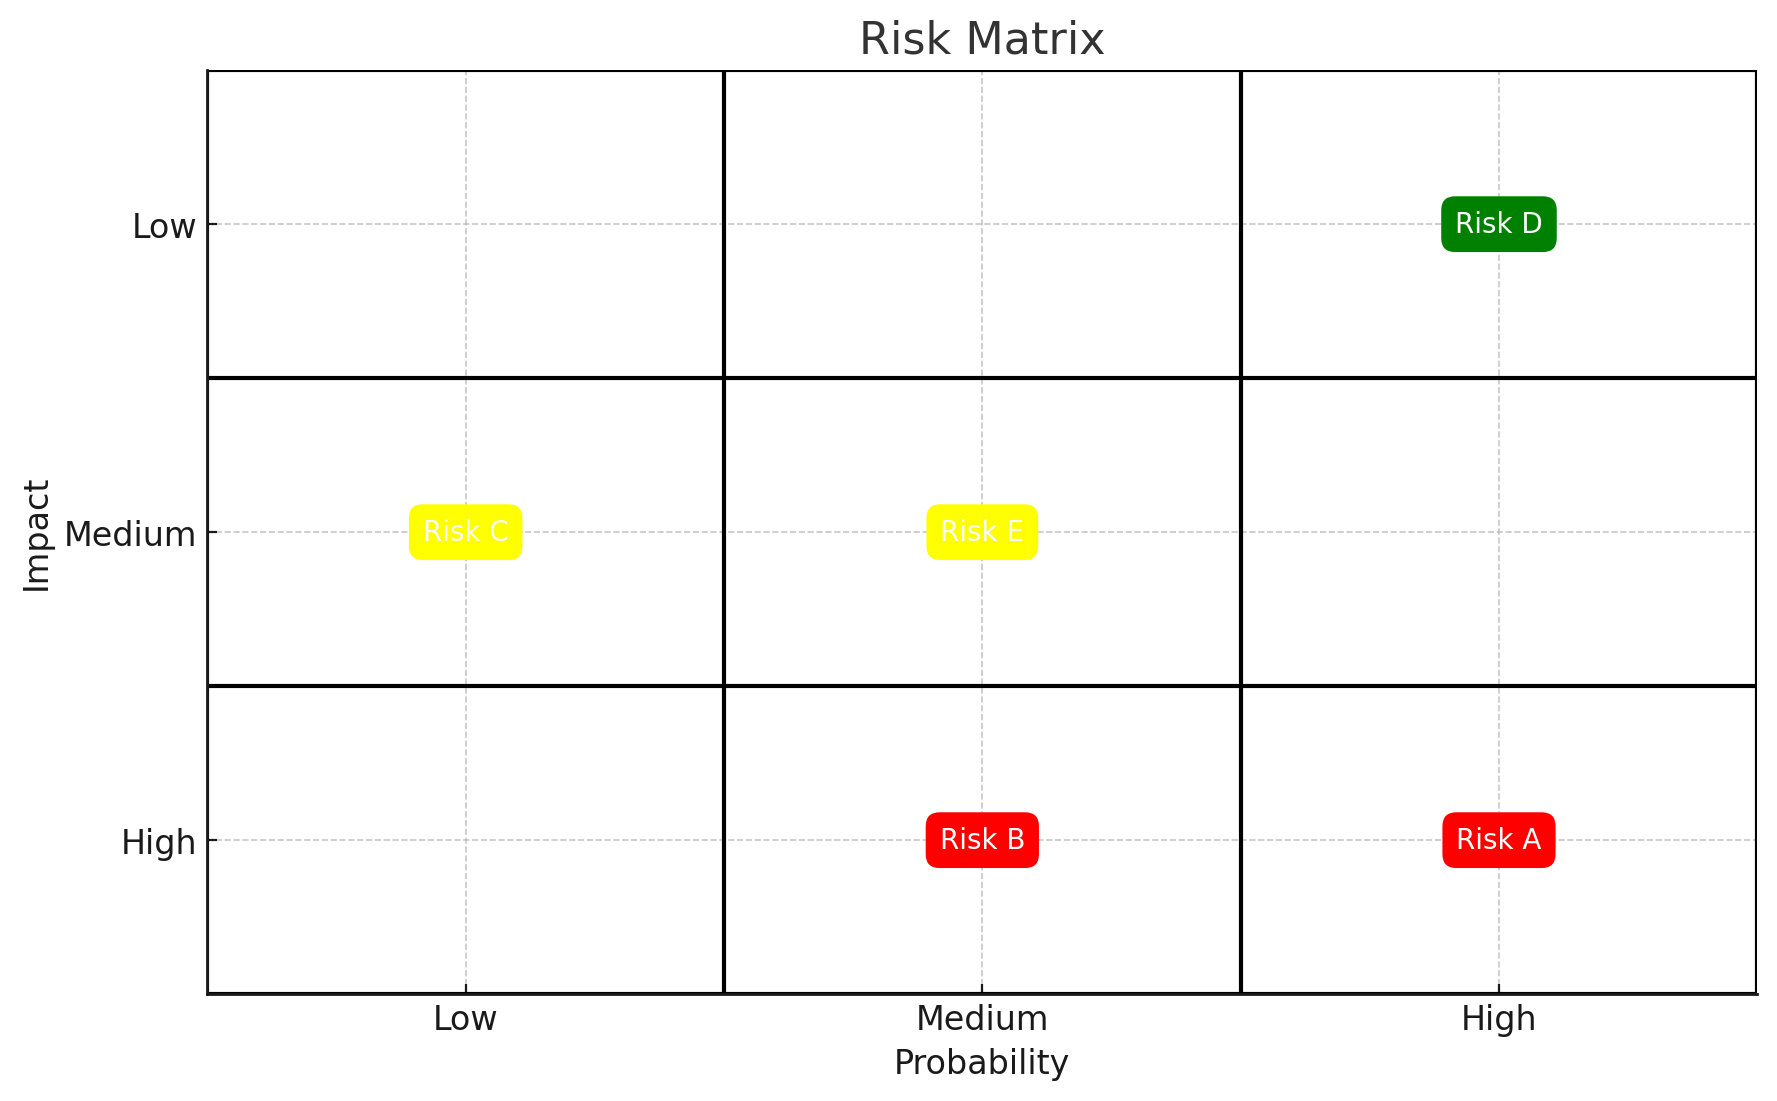 Risk Matrix
Low
Risk D
Impact
Medium
Risk C
Risk E
High
Risk B
Risk A
Low
Medium
High
Probability